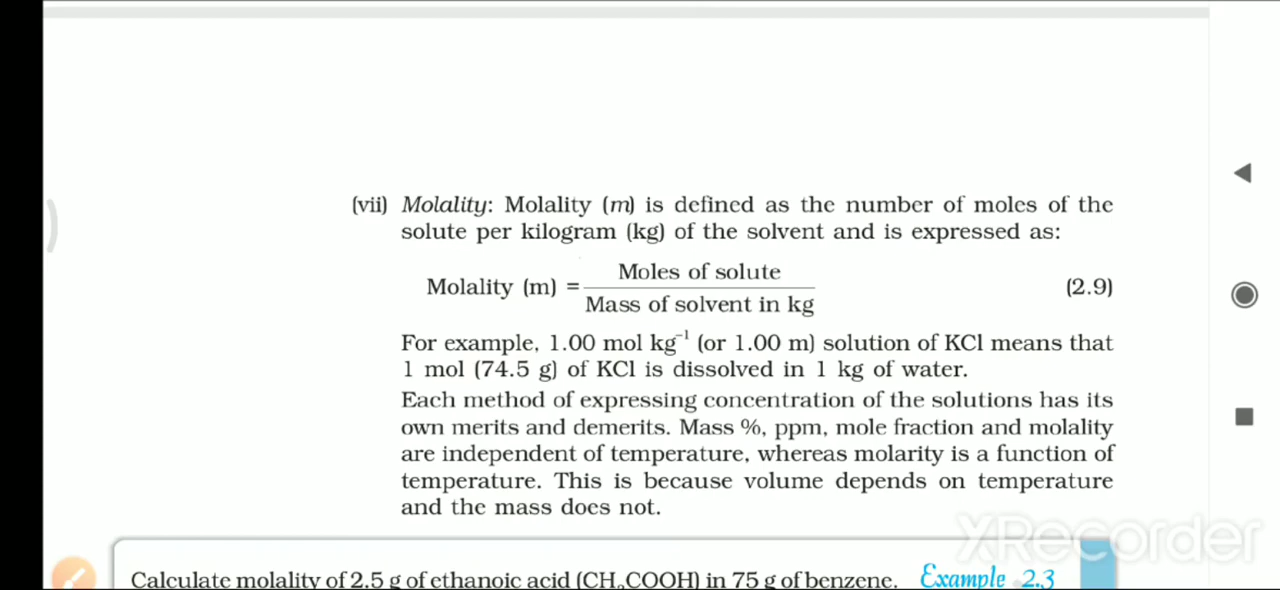 (vii) Molality: Molality (m) is defined as the number of moles of the
solute per kilogram (kg) of the solvent and is expressed as:
Molality (m) = Moles of solute / Mass of solvent in kg (2.9)
For example, 1.00 mol kg⁻¹ (or 1.00 m) solution of KCl means that
1 mol (74.5 g) of KCl is dissolved in 1 kg of water.
Each method of expressing concentration of the solutions has its
own merits and demerits. Mass %, ppm, mole fraction and molality
are independent of temperature, whereas molarity is a function of
temperature. This is because volume depends on temperature
and the mass does not.
XRecorder
Calculate molality of 2.5 g of ethanoic acid (CH₃COOH) in 75 g of benzene. Example 2.3